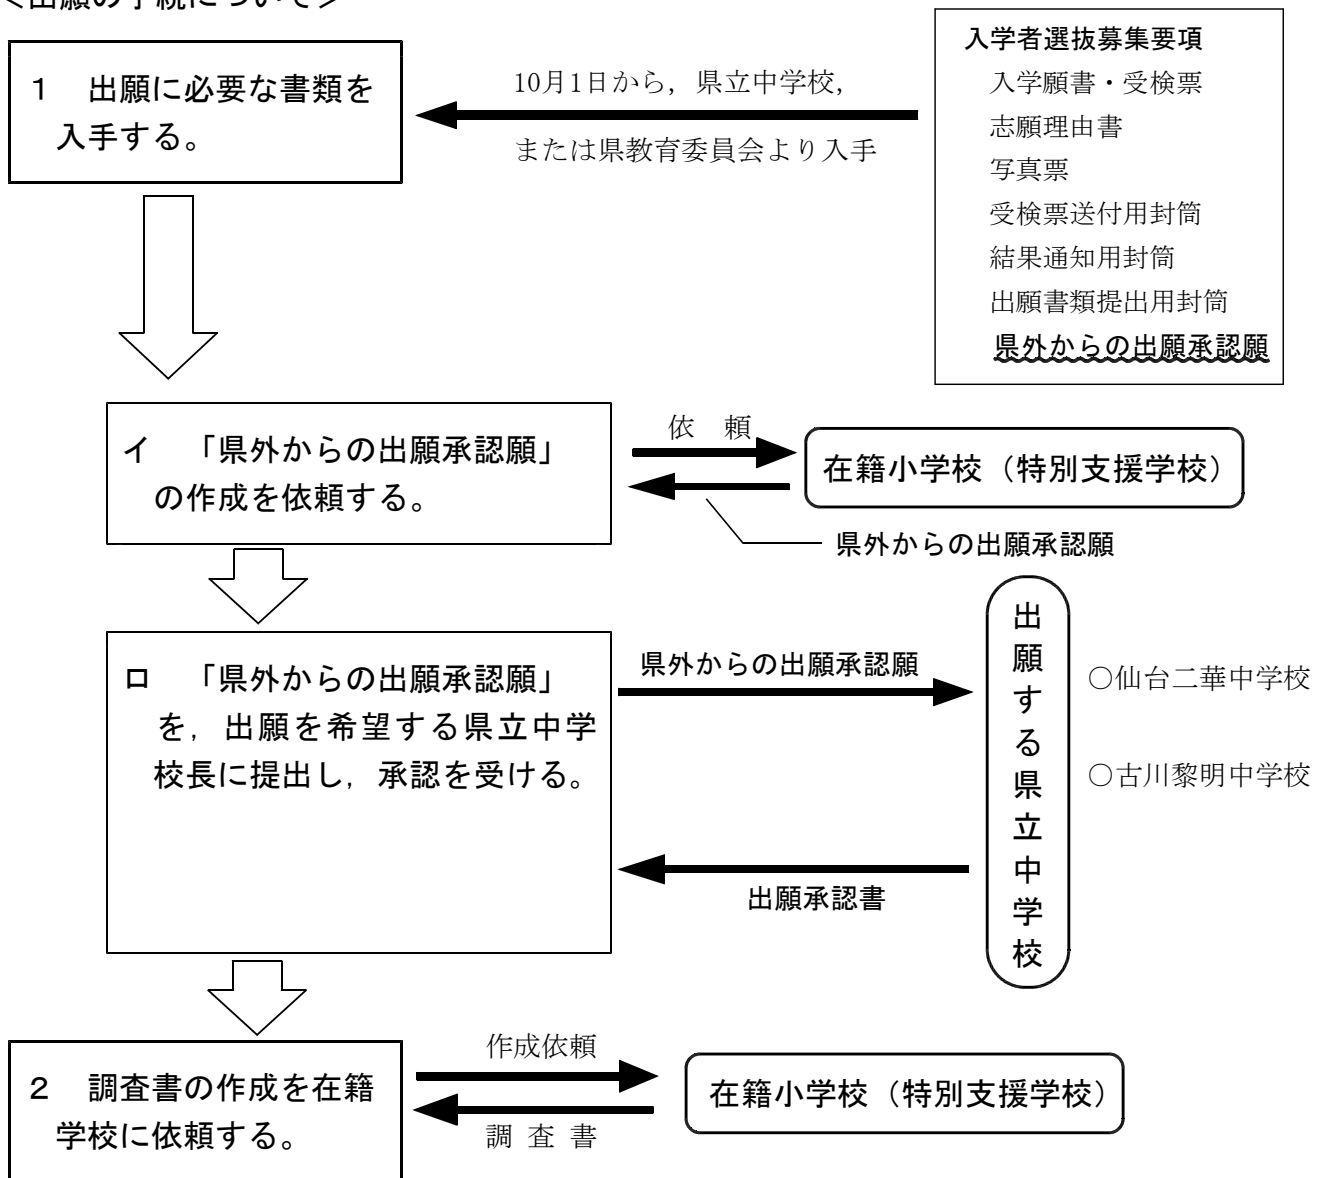 ＜出願の手続について＞
１　出願に必要な書類を
入手する。
10月1日から，県立中学校，
または県教育委員会より入手
入学者選抜募集要項
入学願書・受検票
志願理由書
写真票
受検票送付用封筒
結果通知用封筒
出願書類提出用封筒
県外からの出願承認願
イ　「県外からの出願承認願」
の作成を依頼する。
依　頼
在籍小学校（特別支援学校）
県外からの出願承認願
ロ　「県外からの出願承認願」
を，出願を希望する県立中学
校長に提出し，承認を受ける。
県外からの出願承認願
出願承認書
出願する県立中学校
○仙台二華中学校
○古川黎明中学校
２　調査書の作成を在籍
学校に依頼する。
作成依頼
調 査 書
在籍小学校（特別支援学校）